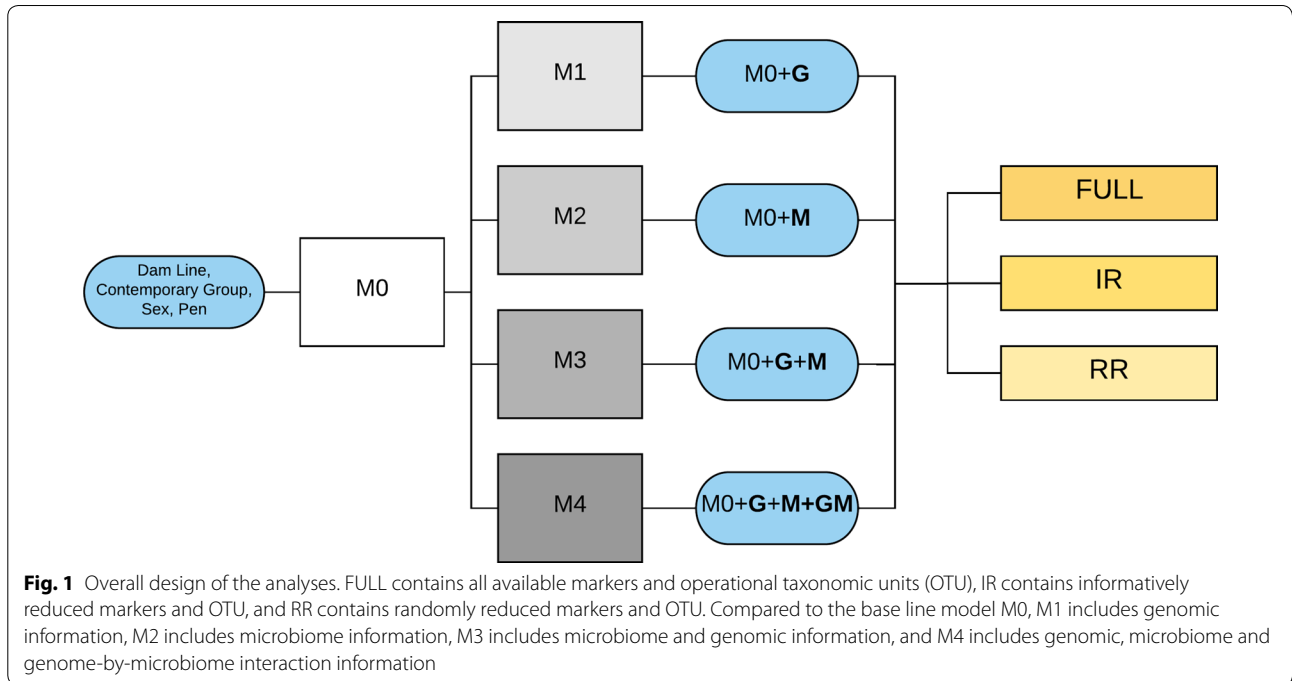 M1
M0+G
M2
M0+M
FULL
Dam Line,
Contemporary Group,
Sex, Pen
M0
IR
M3
M0+G+M
RR
M4
M0+G+M+GM
Fig. 1 Overall design of the analyses. FULL contains all available markers and operational taxonomic units (OTU), IR contains informatively
reduced markers and OTU, and RR contains randomly reduced markers and OTU. Compared to the base line model M0, M1 includes genomic
information, M2 includes microbiome information, M3 includes microbiome and genomic information, and M4 includes genomic, microbiome and
genome-by-microbiome interaction information